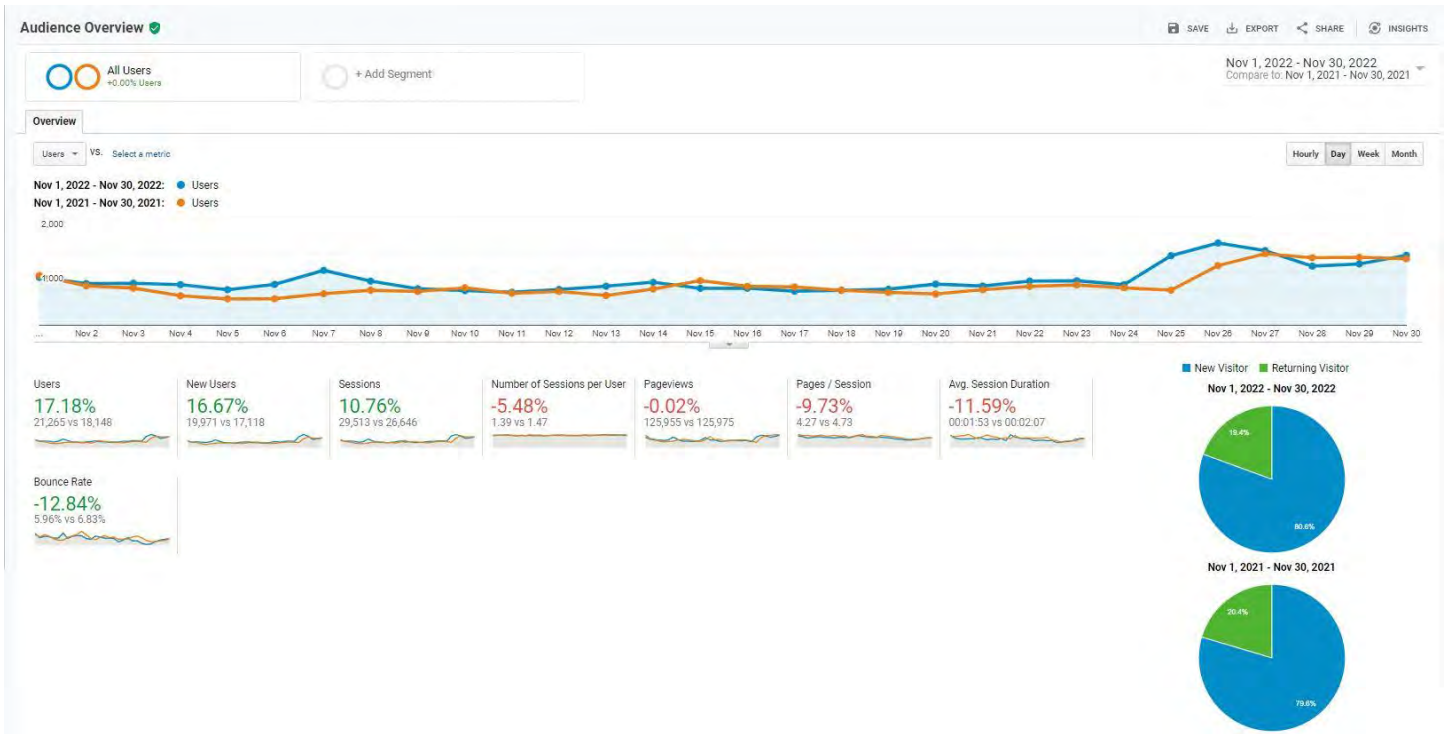 Audience Overview
SAVE EXPORT SHARE INSIGHTS
All Users
+0.00% Users
+ Add Segment
Nov 1, 2022 - Nov 30, 2022
Compare to: Nov 1, 2021 - Nov 30, 2021
Overview
Users VS. Select a metric
Hourly Day Week Month
Nov 1, 2022 - Nov 30, 2022: Users
Nov 1, 2021 - Nov 30, 2021: Users
2,000
1,000
... Nov 2 Nov 3 Nov 4 Nov 5 Nov 6 Nov 7 Nov 8 Nov 9 Nov 10 Nov 11 Nov 12 Nov 13 Nov 14 Nov 15 Nov 16 Nov 17 Nov 18 Nov 19 Nov 20 Nov 21 Nov 22 Nov 23 Nov 24 Nov 25 Nov 26 Nov 27 Nov 28 Nov 29 Nov 30
Users
17.18%
21,265 vs 18,148
New Users
16.67%
19,971 vs 17,118
Sessions
10.76%
29,513 vs 26,646
Number of Sessions per User
-5.48%
1.39 vs 1.47
Pageviews
-0.02%
125,955 vs 125,975
Pages / Session
-9.73%
4.27 vs 4.73
Avg. Session Duration
-11.59%
00:01:53 vs 00:02:07
Bounce Rate
-12.84%
5.96% vs 6.83%
New Visitor Returning Visitor
Nov 1, 2022 - Nov 30, 2022
19.4%
80.6%
Nov 1, 2021 - Nov 30, 2021
20.4%
79.6%